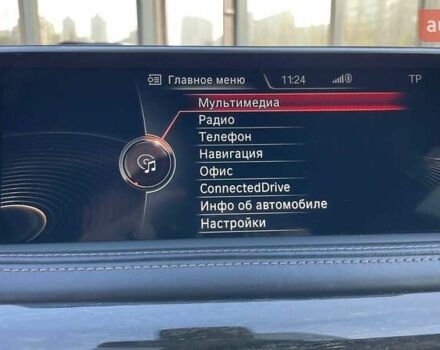 Главное меню 11:24 TP
Мультимедиа
Радио
Телефон
Навигация
Офис
ConnectedDrive
Инфо об автомобиле
Настройки